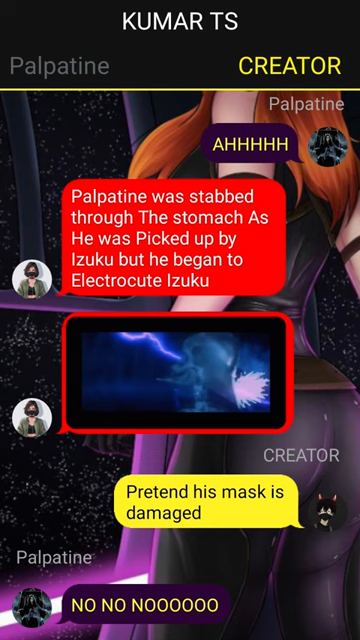 KUMAR TS
Palpatine
CREATOR
Palpatine
AHHHHH
Palpatine was stabbed
through The stomach As
He was Picked up by
Izuku but he began to
Electrocute Izuku
CREATOR
Pretend his mask is
damaged
Palpatine
NO NO NOOOOOO